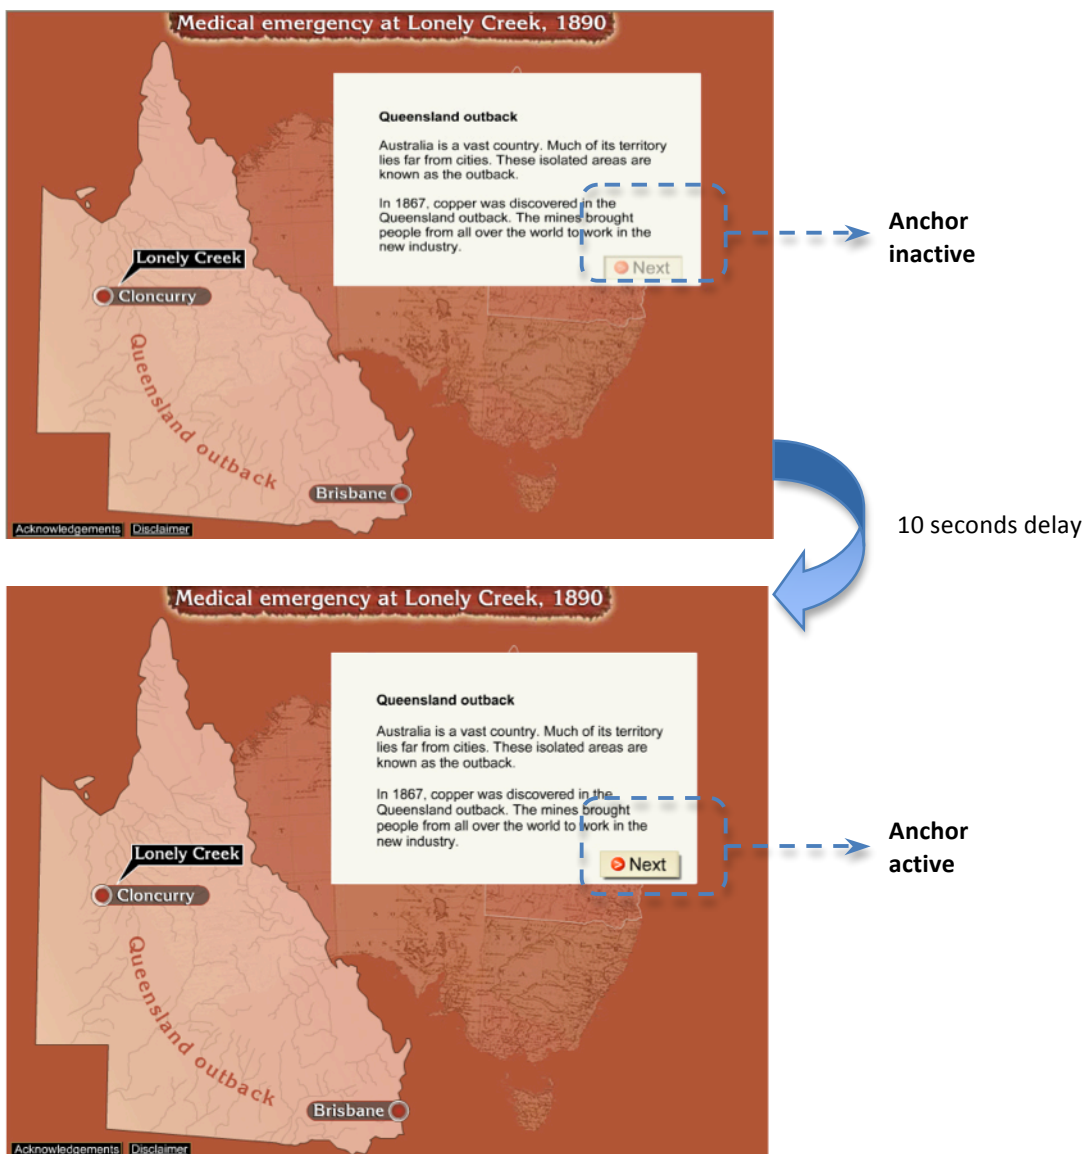 Medical emergency at Lonely Creek, 1890
Queensland outback
Australia is a vast country. Much of its territory
lies far from cities. These isolated areas are
known as the outback.
In 1867, copper was discovered in the
Queensland outback. The mines brought
people from all over the world to work in the
new industry.
Next
Anchor
inactive
Lonely Creek
Cloncurry
Queensland outback
Brisbane
Acknowledgements Disclaimer
10 seconds delay
Medical emergency at Lonely Creek, 1890
Queensland outback
Australia is a vast country. Much of its territory
lies far from cities. These isolated areas are
known as the outback.
In 1867, copper was discovered in the
Queensland outback. The mines brought
people from all over the world to work in the
new industry.
Next
Anchor
active
Lonely Creek
Cloncurry
Queensland outback
Brisbane
Acknowledgements Disclaimer